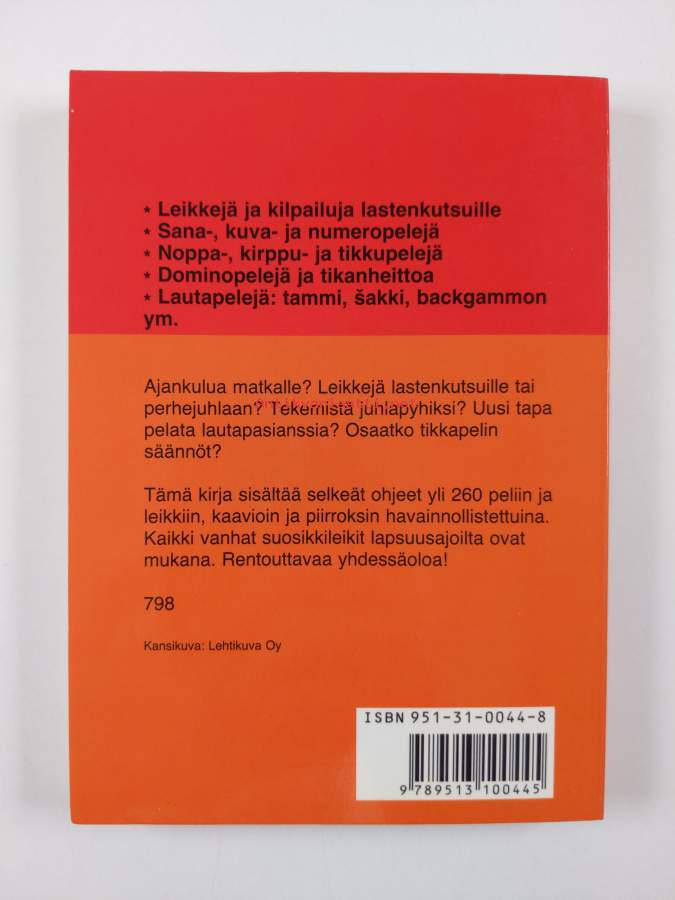 * Leikkejä ja kilpailuja lastenkutsuille
* Sana-, kuva- ja numeropelejä
* Noppa-, kirppu- ja tikkupelejä
* Dominopelejä ja tikanheittoa
* Lautapelejä: tammi, šakki, backgammon
ym.
Ajankulua matkalle? Leikkejä lastenkutsuille tai
perhejuhlaan? Tekemistä juhlapyhiksi? Uusi tapa
pelata lautapasianssia? Osaatko tikkapelin
säännöt?
Tämä kirja sisältää selkeät ohjeet yli 260 peliin ja
leikkiin, kaavioin ja piirroksin havainnollistettuina.
Kaikki vanhat suosikkileikit lapsuusajoilta ovat
mukana. Rentouttavaa yhdessäoloa!
798
Kansikuva: Lehtikuva Oy
ISBN 951-31-0044-8
9 789513 100445